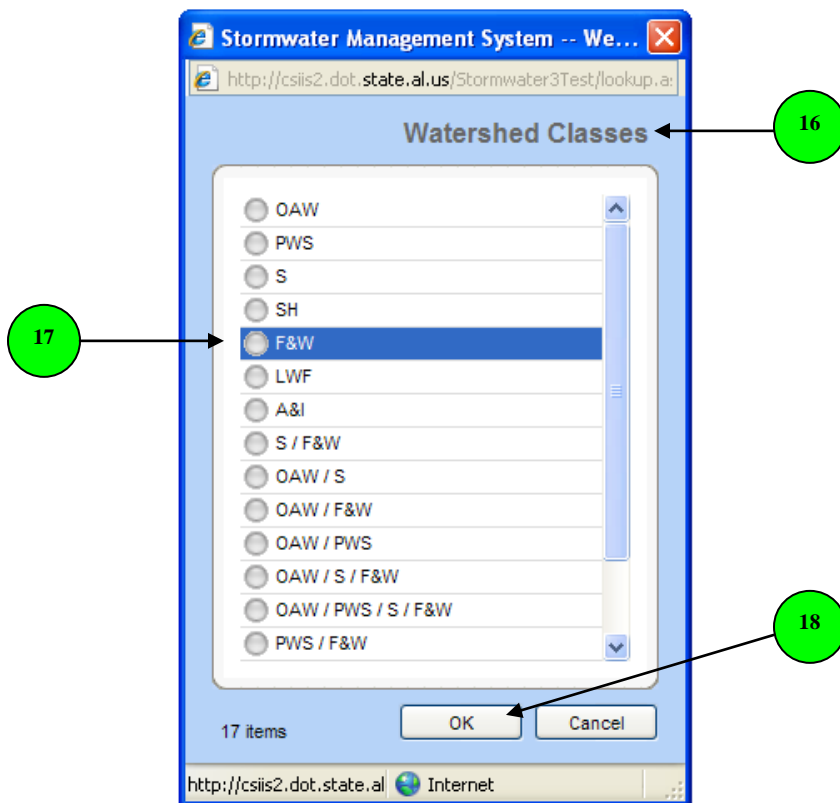 Stormwater Management System -- We...
http://csiis2.dot.state.al.us/Stormwater3Test/lookup.a
Watershed Classes
16
OAW
PWS
S
SH
17
F&W
LWF
A&I
S / F&W
OAW / S
OAW / F&W
OAW / PWS
OAW / S / F&W
OAW / PWS / S / F&W
18
PWS / F&W
17 items
OK
Cancel
http://csiis2.dot.state.al
Internet